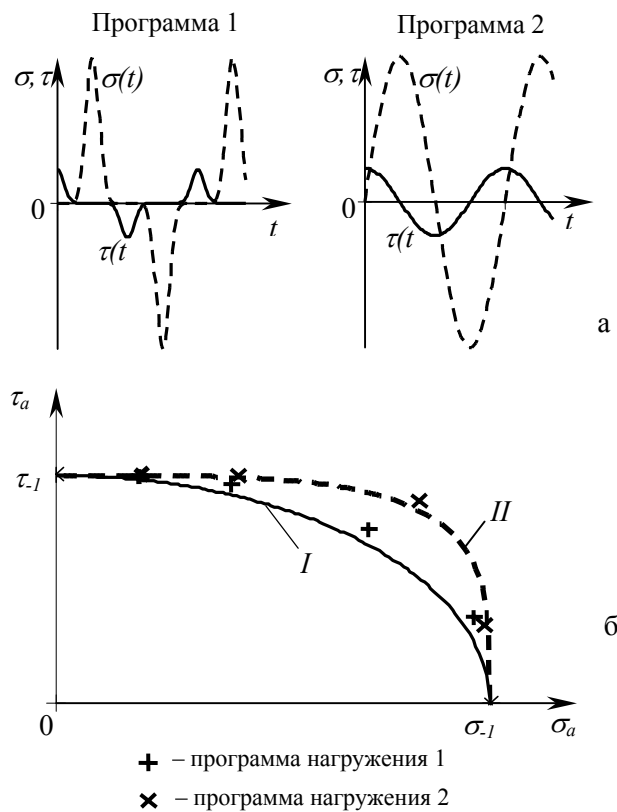 Программа 1
Программа 2
σ, τ
σ(t)
0
t
τ(t
σ, τ
σ(t)
0
t
τ(t
а
τₐ
τ₋₁
I
II
б
0
σ₋₁
σₐ
+ – программа нагружения 1
× – программа нагружения 2